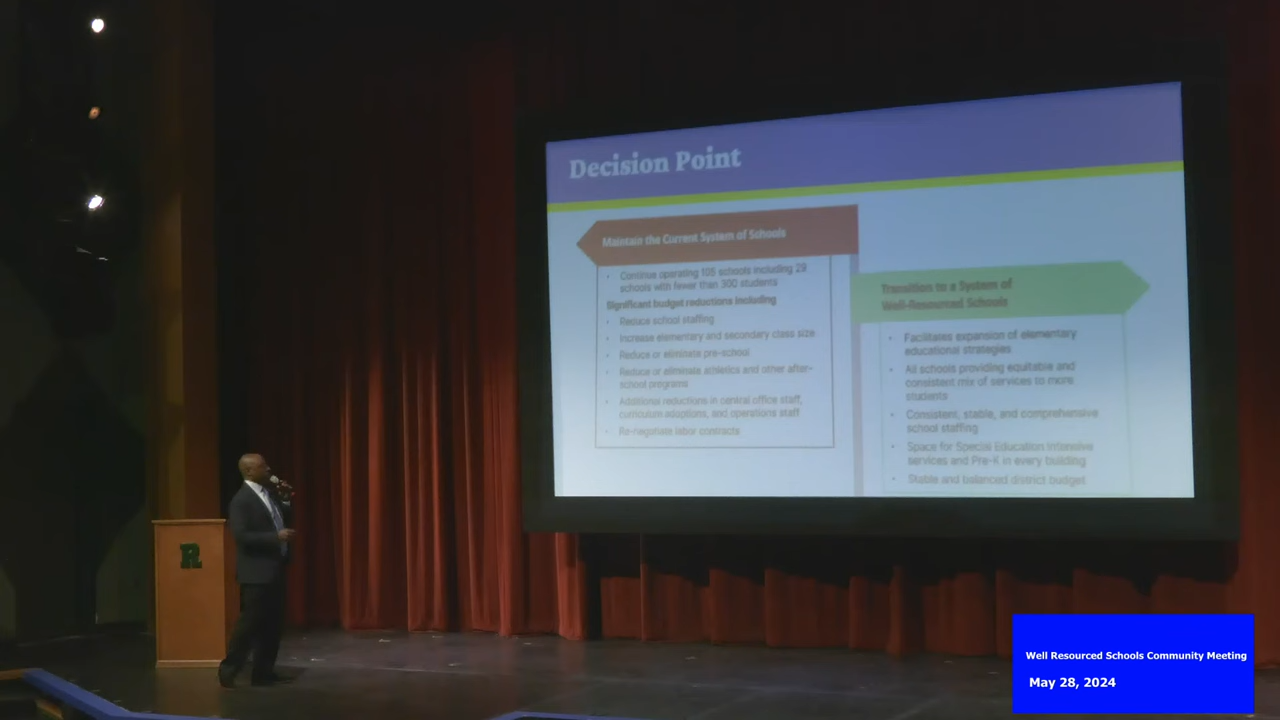 Decision Point
Maintain the Current System of Schools
• Continue operating 105 schools including 29
schools with fewer than 300 students
Significant budget reductions including
• Reduce school staffing
• Increase elementary and secondary class size
• Reduce or eliminate pre-school
• Reduce or eliminate athletics and other after-
school programs
• Additional reductions in central office staff,
curriculum adoptions, and operations staff
• Re-negotiate labor contracts
Transition to a System of
Well-Resourced Schools
• Facilitates expansion of elementary
educational strategies
• All schools providing equitable and
consistent mix of services to more
students
• Consistent, stable, and comprehensive
school staffing
• Space for Special Education Intensive
services and Pre-K in every building
• Stable and balanced district budget
R
Well Resourced Schools Community Meeting
May 28, 2024